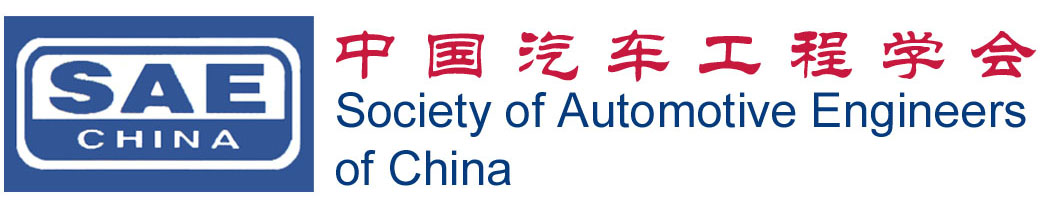 SAE
CHINA
中国汽车工程学会
Society of Automotive Engineers
of China